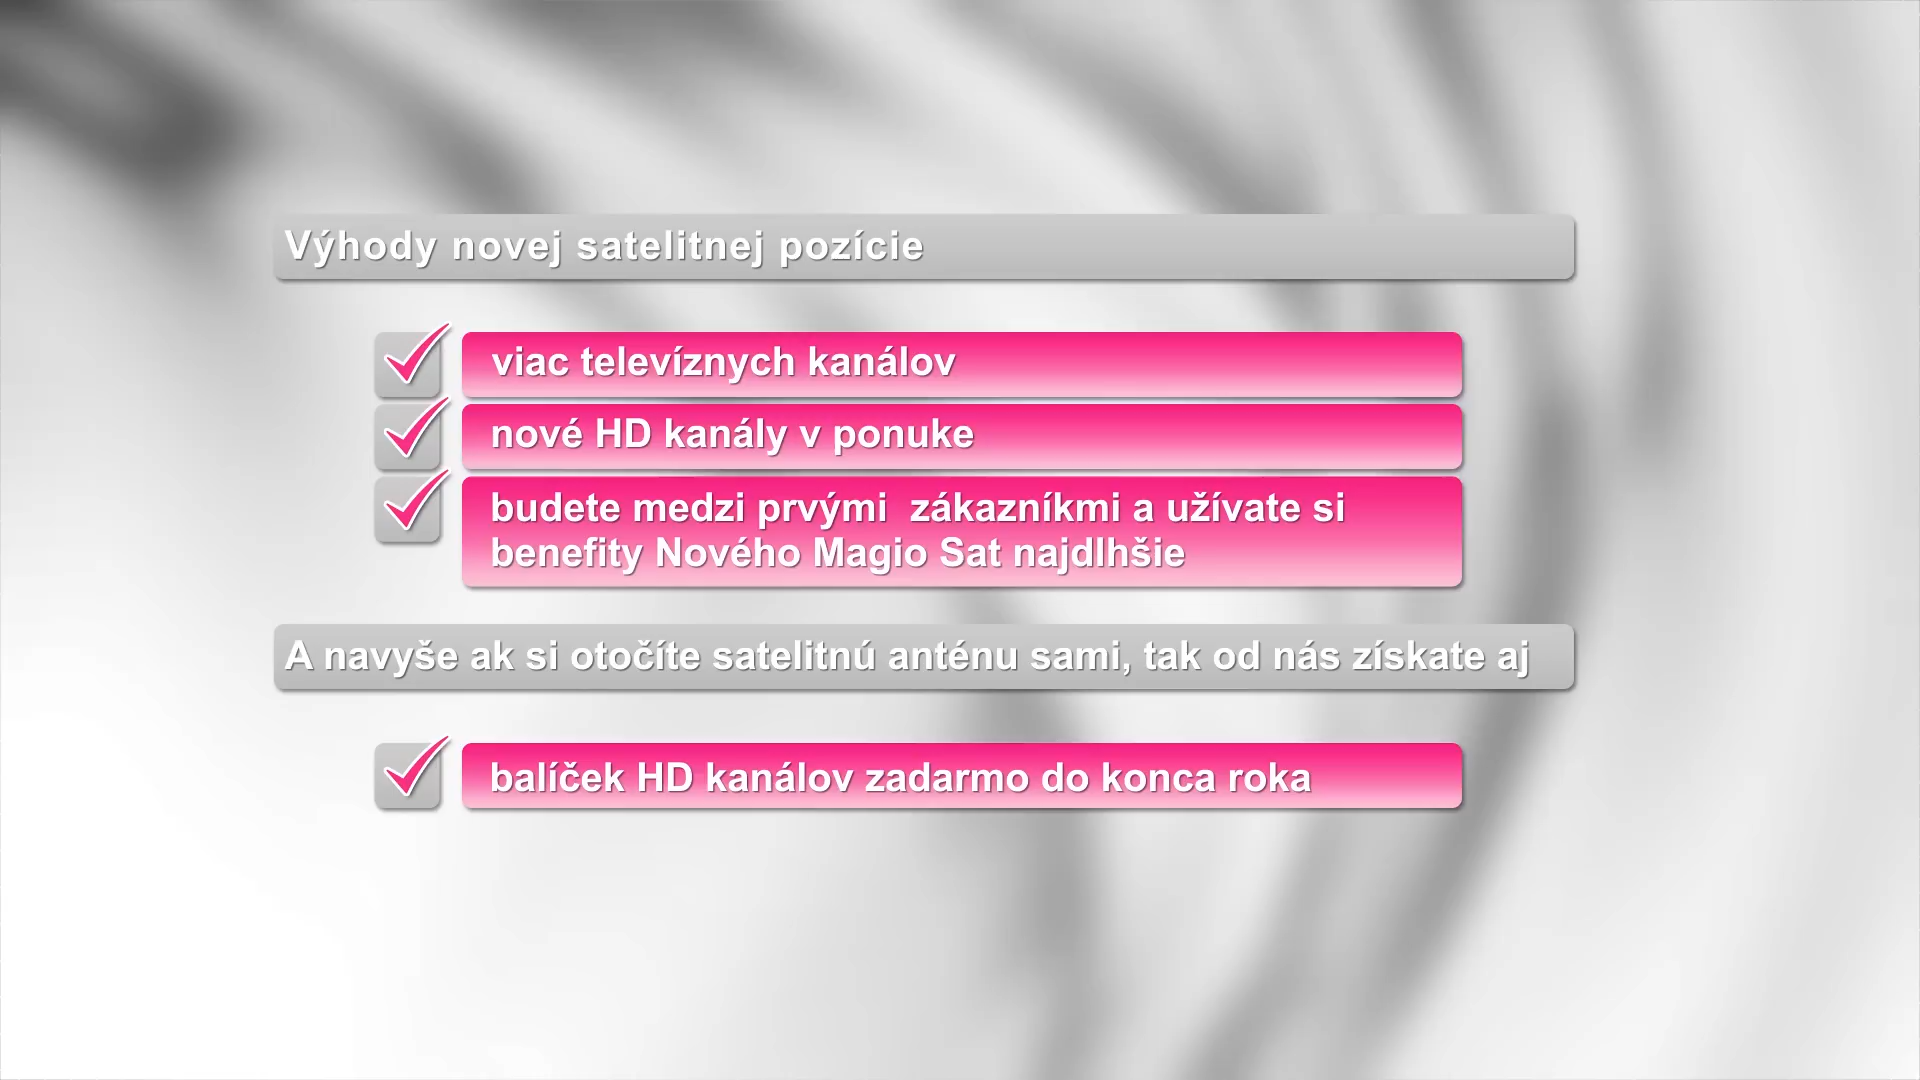 Výhody novej satelitnej pozície
viac televíznych kanálov
nové HD kanály v ponuke
budete medzi prvými  zákazníkmi a užívate si
benefity Nového Magio Sat najdlhšie
A navyše ak si otočíte satelitnú anténu sami, tak od nás získate aj
balíček HD kanálov zadarmo do konca roka